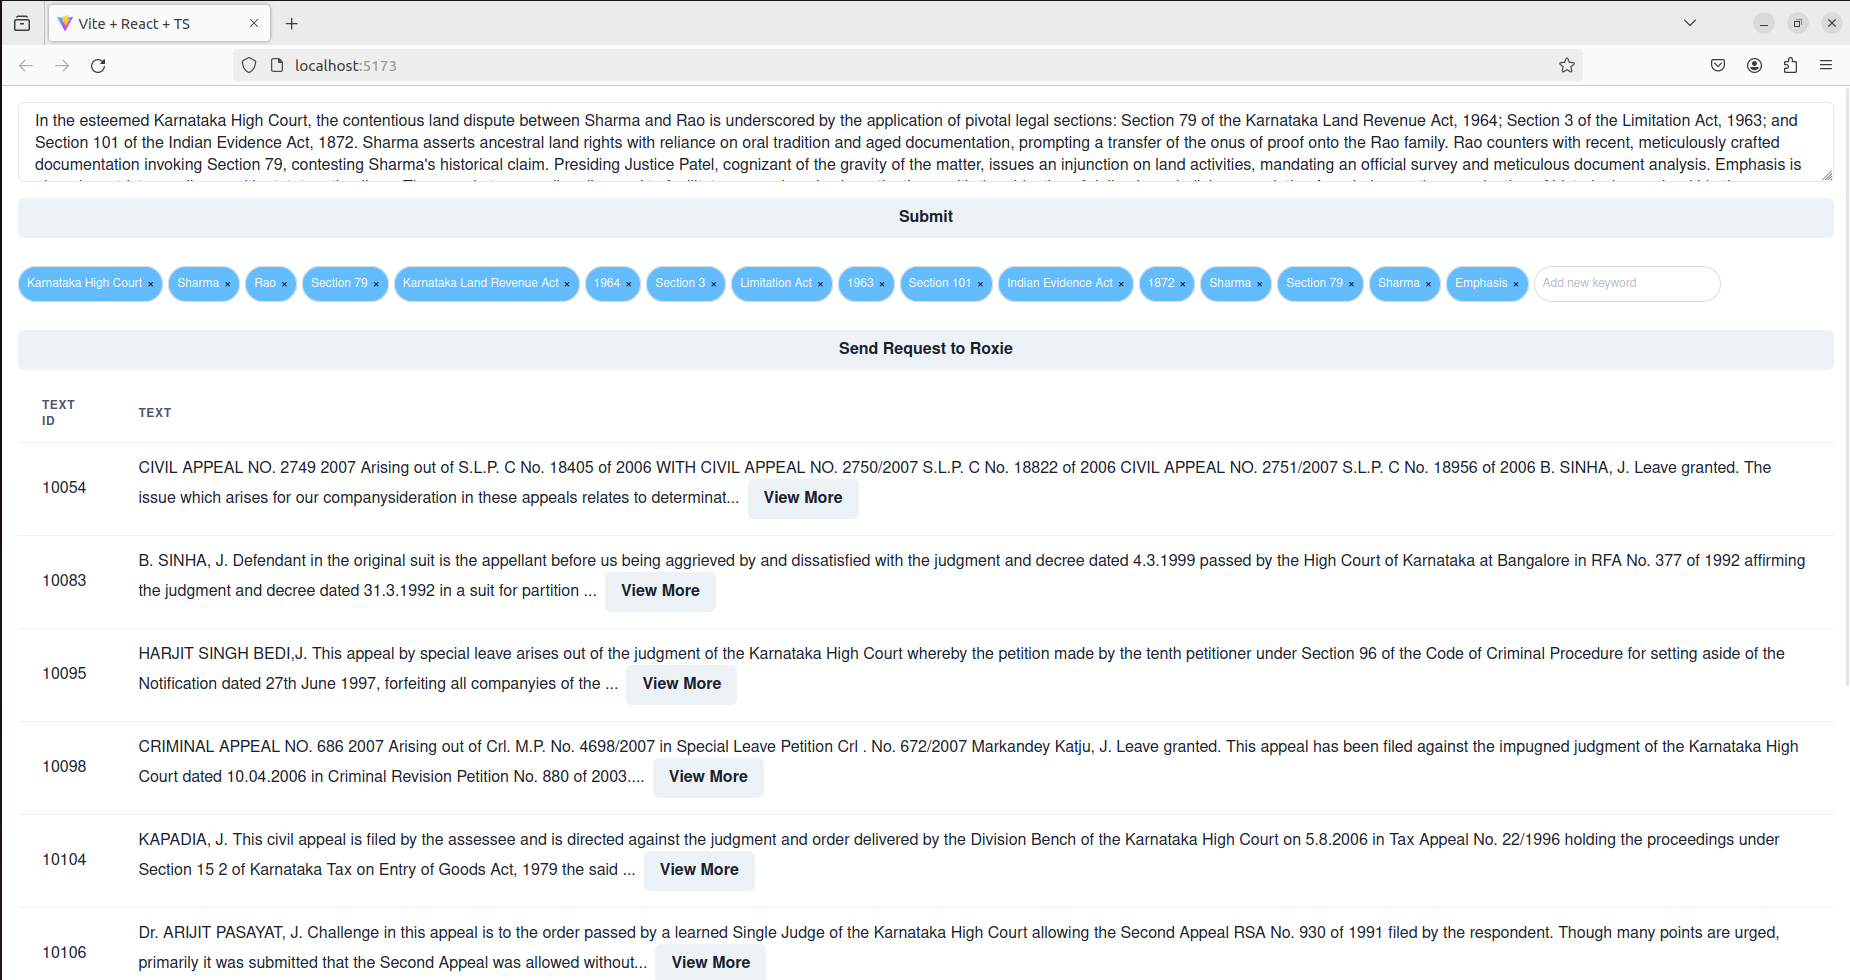 Vite + React + TS
localhost:5173
In the esteemed Karnataka High Court, the contentious land dispute between Sharma and Rao is underscored by the application of pivotal legal sections: Section 79 of the Karnataka Land Revenue Act, 1964; Section 3 of the Limitation Act, 1963; and
Section 101 of the Indian Evidence Act, 1872. Sharma asserts ancestral land rights with reliance on oral tradition and aged documentation, prompting a transfer of the onus of proof onto the Rao family. Rao counters with recent, meticulously crafted
documentation invoking Section 79, contesting Sharma's historical claim. Presiding Justice Patel, cognizant of the gravity of the matter, issues an injunction on land activities, mandating an official survey and meticulous document analysis. Emphasis is
Submit
Karnataka High Court × Sharma × Rao × Section 79 × Karnataka Land Revenue Act × 1964 × Section 3 × Limitation Act × 1963 × Section 101 × Indian Evidence Act × 1872 × Sharma × Section 79 × Sharma × Emphasis × Add new keyword
Send Request to Roxie
TEXT
ID
TEXT
10054
CIVIL APPEAL NO. 2749 2007 Arising out of S.L.P. C No. 18405 of 2006 WITH CIVIL APPEAL NO. 2750/2007 S.L.P. C No. 18822 of 2006 CIVIL APPEAL NO. 2751/2007 S.L.P. C No. 18956 of 2006 B. SINHA, J. Leave granted. The
issue which arises for our companysideration in these appeals relates to determinat... View More
10083
B. SINHA, J. Defendant in the original suit is the appellant before us being aggrieved by and dissatisfied with the judgment and decree dated 4.3.1999 passed by the High Court of Karnataka at Bangalore in RFA No. 377 of 1992 affirming
the judgment and decree dated 31.3.1992 in a suit for partition ... View More
10095
HARJIT SINGH BEDI,J. This appeal by special leave arises out of the judgment of the Karnataka High Court whereby the petition made by the tenth petitioner under Section 96 of the Code of Criminal Procedure for setting aside of the
Notification dated 27th June 1997, forfeiting all companyies of the ... View More
10098
CRIMINAL APPEAL NO. 686 2007 Arising out of Crl. M.P. No. 4698/2007 in Special Leave Petition Crl . No. 672/2007 Markandey Katju, J. Leave granted. This appeal has been filed against the impugned judgment of the Karnataka High
Court dated 10.04.2006 in Criminal Revision Petition No. 880 of 2003.... View More
10104
KAPADIA, J. This civil appeal is filed by the assessee and is directed against the judgment and order delivered by the Division Bench of the Karnataka High Court on 5.8.2006 in Tax Appeal No. 22/1996 holding the proceedings under
Section 15 2 of Karnataka Tax on Entry of Goods Act, 1979 the said ... View More
10106
Dr. ARIJIT PASAYAT, J. Challenge in this appeal is to the order passed by a learned Single Judge of the Karnataka High Court allowing the Second Appeal RSA No. 930 of 1991 filed by the respondent. Though many points are urged,
primarily it was submitted that the Second Appeal was allowed without... View More